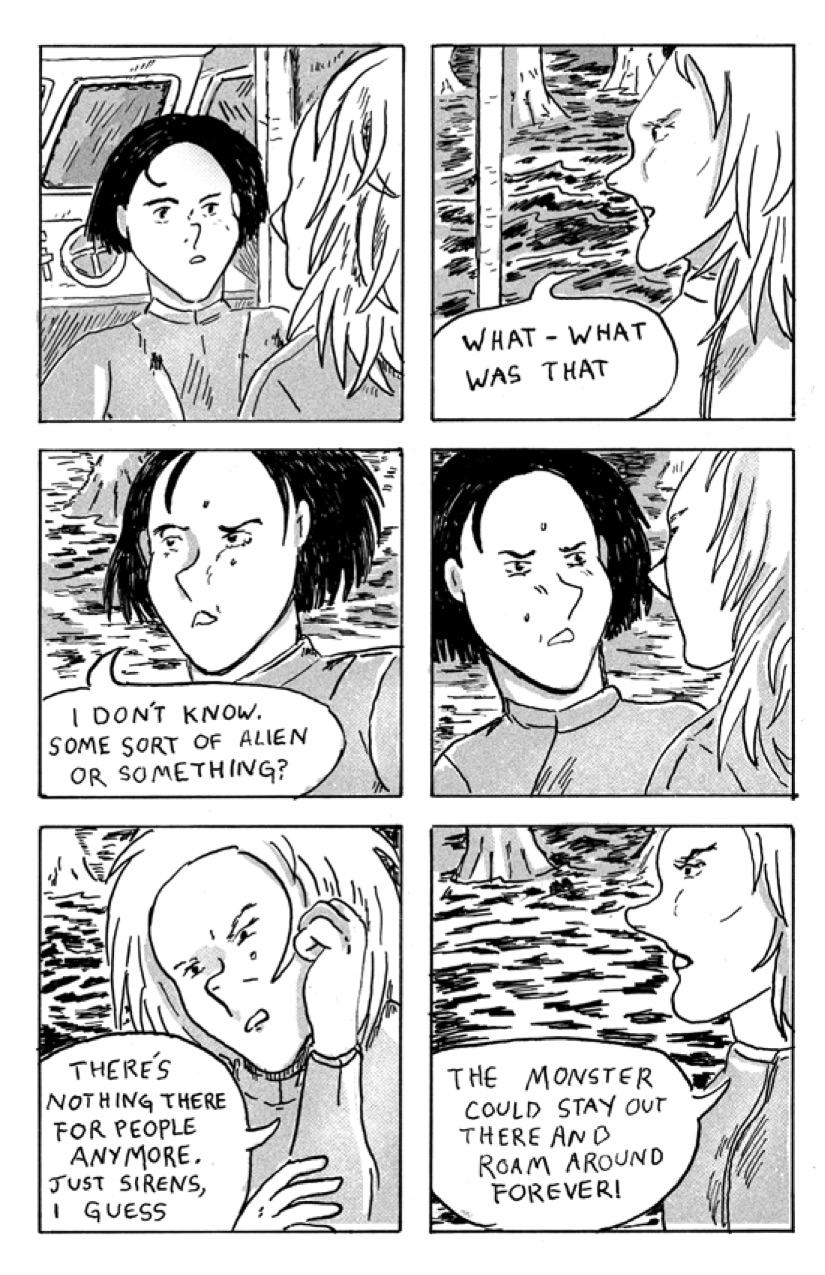 WHAT - WHAT
WAS THAT
I DON'T KNOW.
SOME SORT OF ALIEN
OR SOMETHING?
THERE'S
NOTHING THERE
FOR PEOPLE
ANYMORE.
JUST SIRENS,
I GUESS
THE MONSTER
COULD STAY OUT
THERE AND
ROAM AROUND
FOREVER!